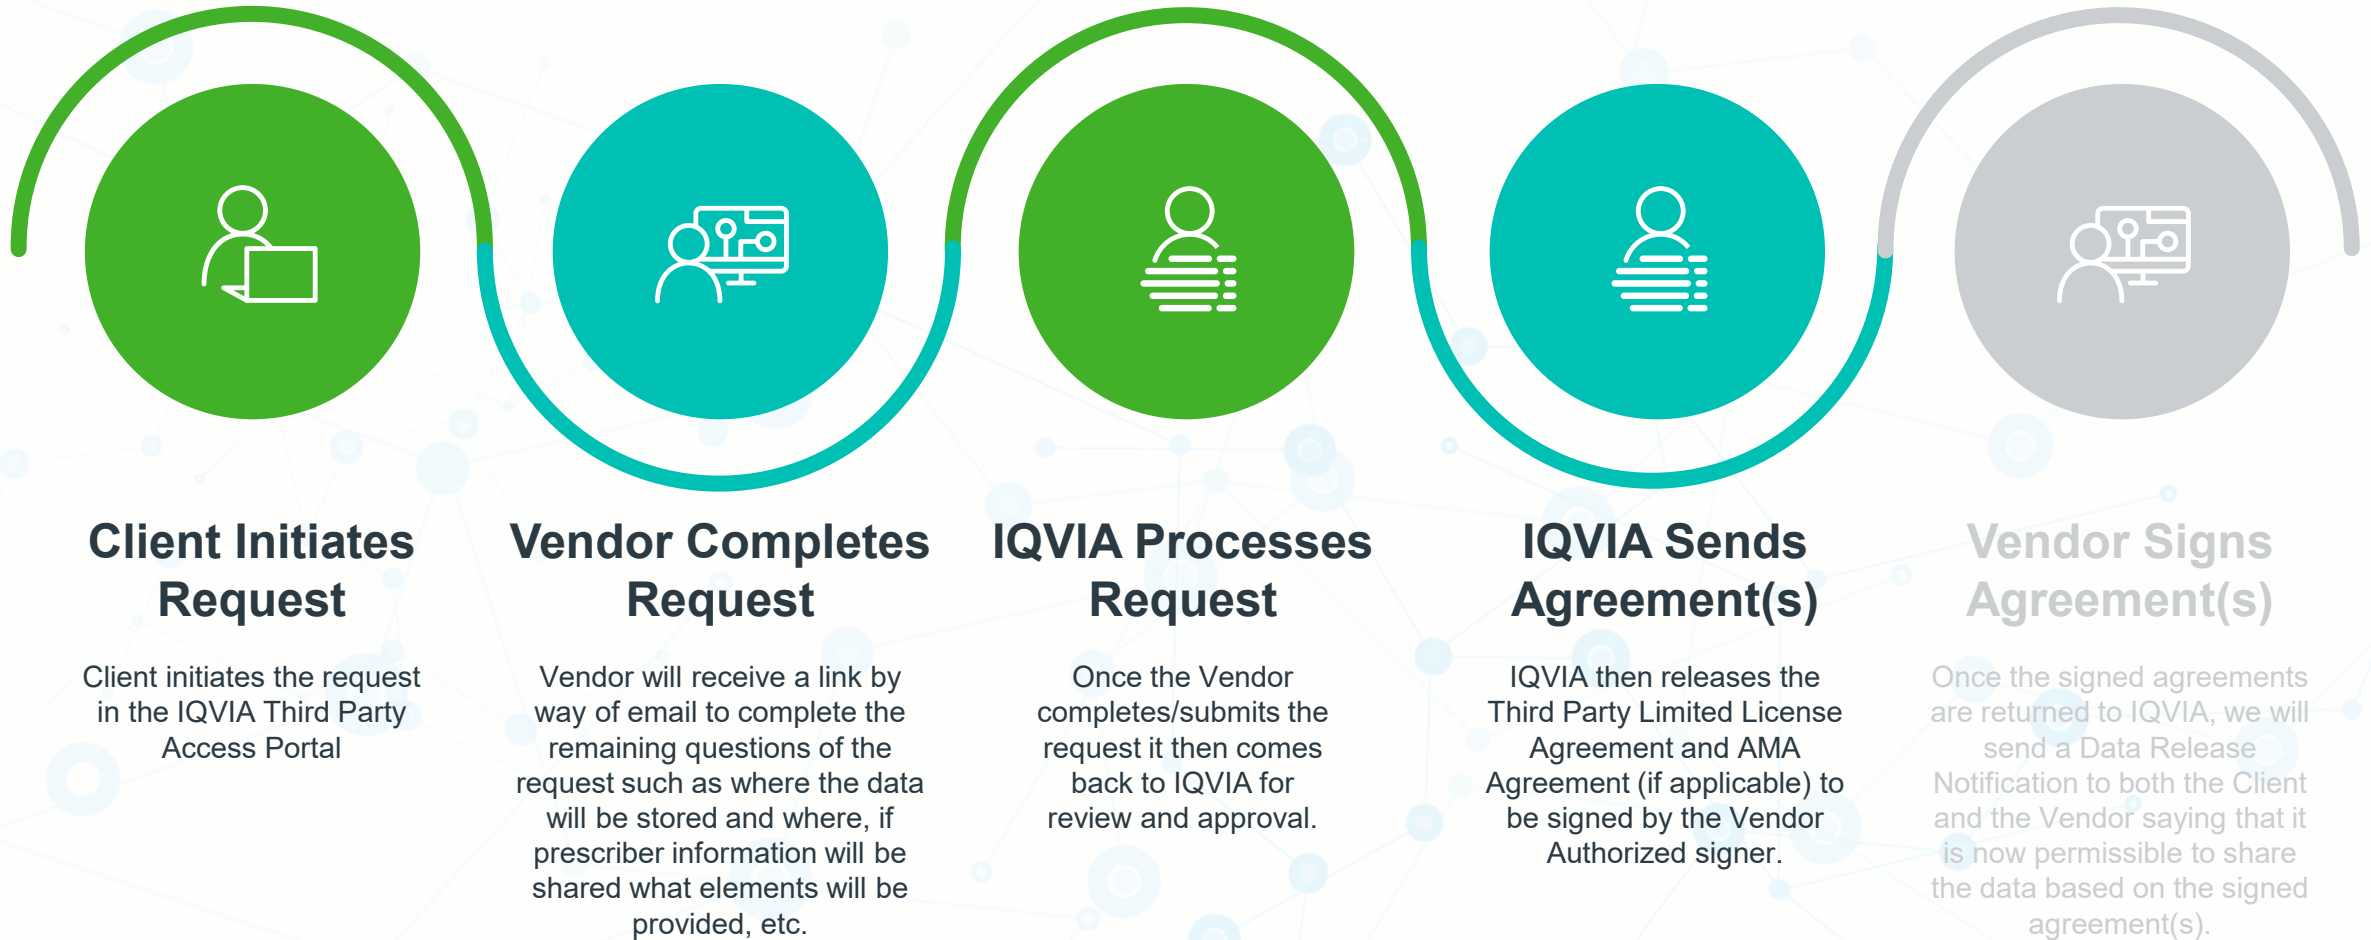 Client Initiates
Request
Client initiates the request
in the IQVIA Third Party
Access Portal
Vendor Completes
Request
Vendor will receive a link by
way of email to complete the
remaining questions of the
request such as where the data
will be stored and where, if
prescriber information will be
shared what elements will be
provided, etc.
IQVIA Processes
Request
Once the Vendor
completes/submits the
request it then comes
back to IQVIA for
review and approval.
IQVIA Sends
Agreement(s)
IQVIA then releases the
Third Party Limited License
Agreement and AMA
Agreement (if applicable) to
be signed by the Vendor
Authorized signer.
Vendor Signs
Agreement(s)
Once the signed agreements
are returned to IQVIA, we will
send a Data Release
Notification to both the Client
and the Vendor saying that it
is now permissible to share
the data based on the signed
agreement(s).